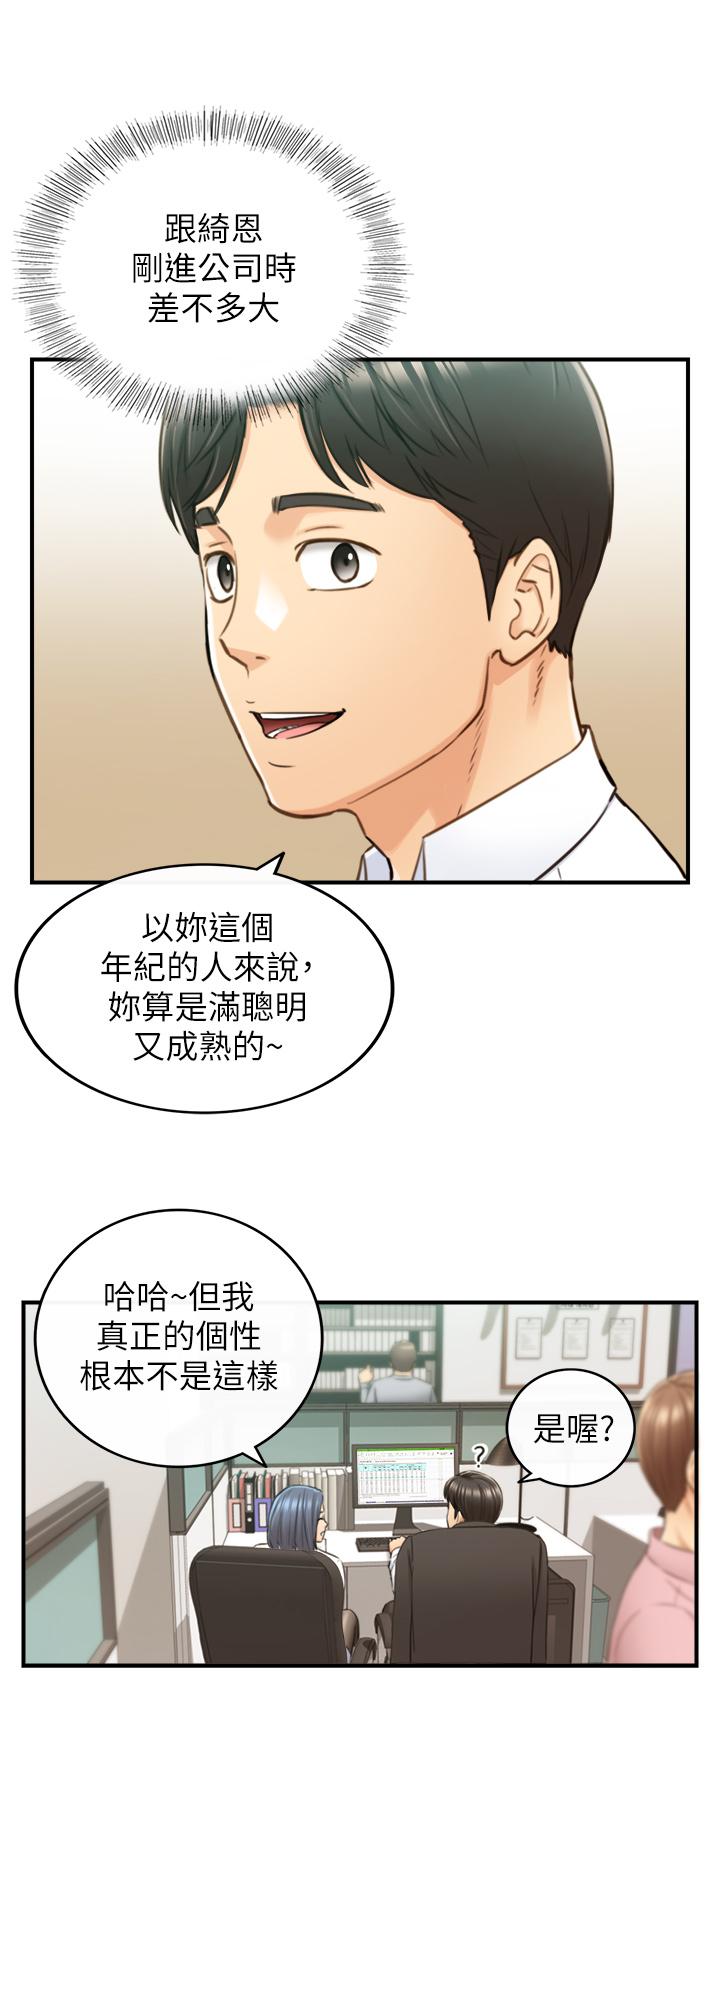 跟綺恩
剛進公司時
差不多大
以妳這個
年紀的人來說，
妳算是滿聰明
又成熟的~
哈哈~但我
真正的個性
根本不是這樣
是喔?
?